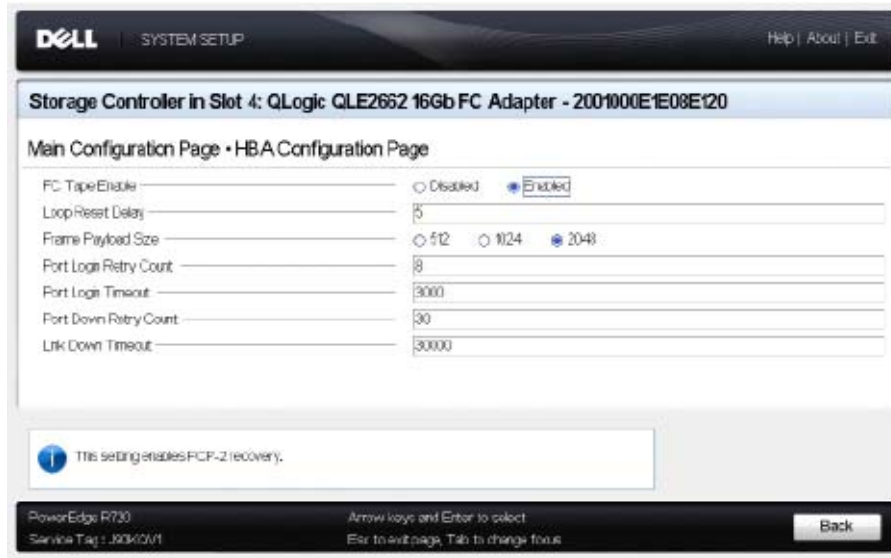 DELL SYSTEM SETUP Help | About | Exit
Storage Controller in Slot 4: QLogic QLE2662 16Gb FC Adapter - 2001000E1E08E120
Main Configuration Page • HBA Configuration Page
FC Tape Enable Disabled Enabled
Loop Reset Delay 5
Frame Payload Size 512 1024 2048
Port Login Retry Count 8
Port Login Timeout 3000
Port Down Retry Count 30
Link Down Timeout 30000
This setting enables FCP-2 recovery.
PowerEdge R730 Arrow keys and Enter to select
Service Tag : Esc to exit page, Tab to change focus
Back